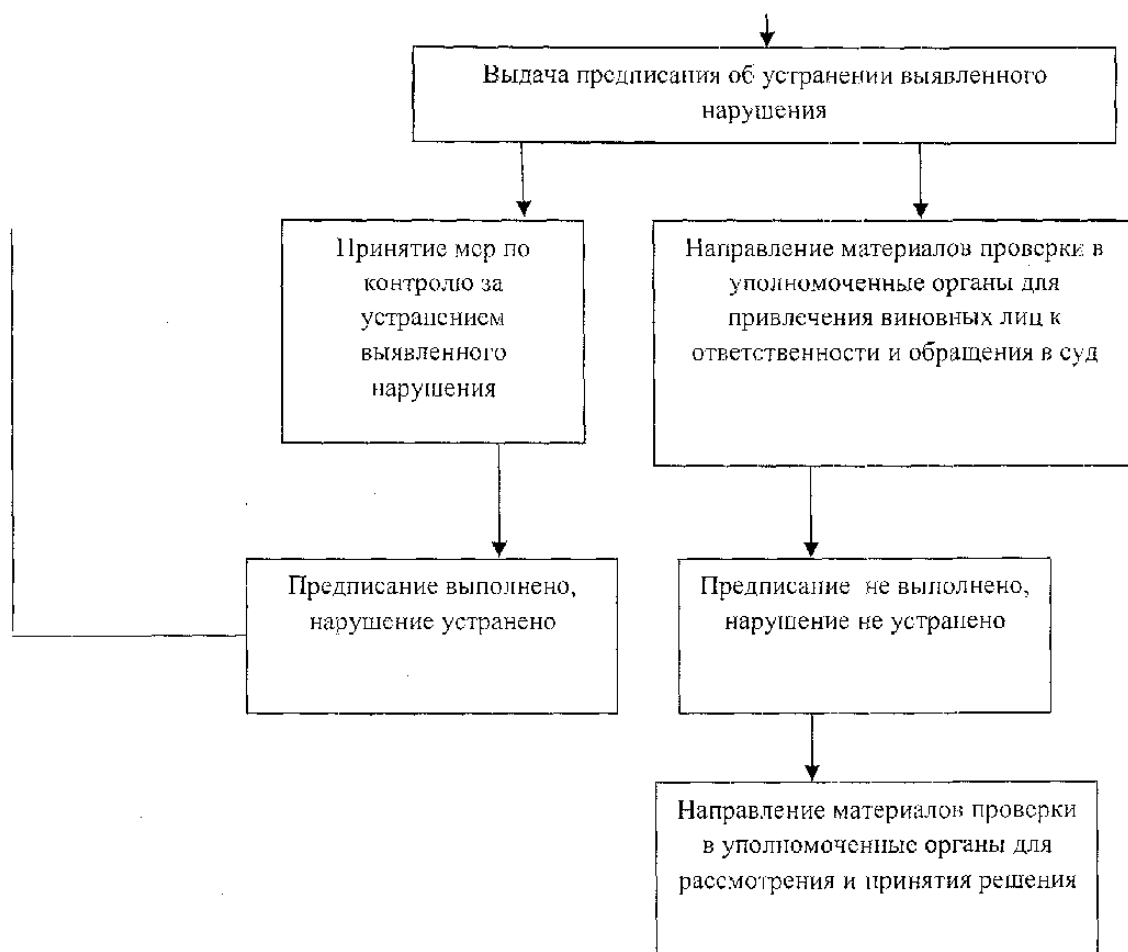 Выдача предписания об устранении выявленного
нарушения
Принятие мер по
контролю за
устранением
выявленного
нарушения
Направление материалов проверки в
уполномоченные органы для
привлечения виновных лиц к
ответственности и обращения в суд
Предписание выполнено,
нарушение устранено
Предписание не выполнено,
нарушение не устранено
Направление материалов проверки
в уполномоченные органы для
рассмотрения и принятия решения